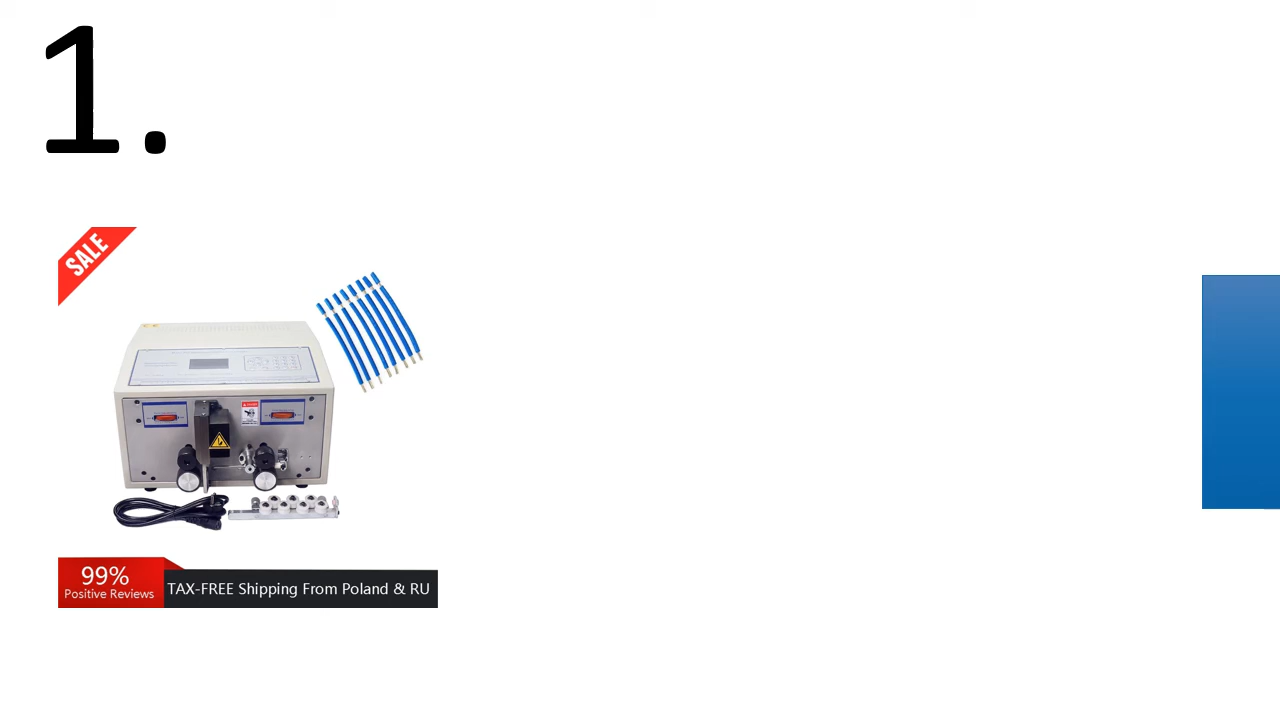 1.
SALE
99%
Positive Reviews
TAX-FREE Shipping From Poland & RU